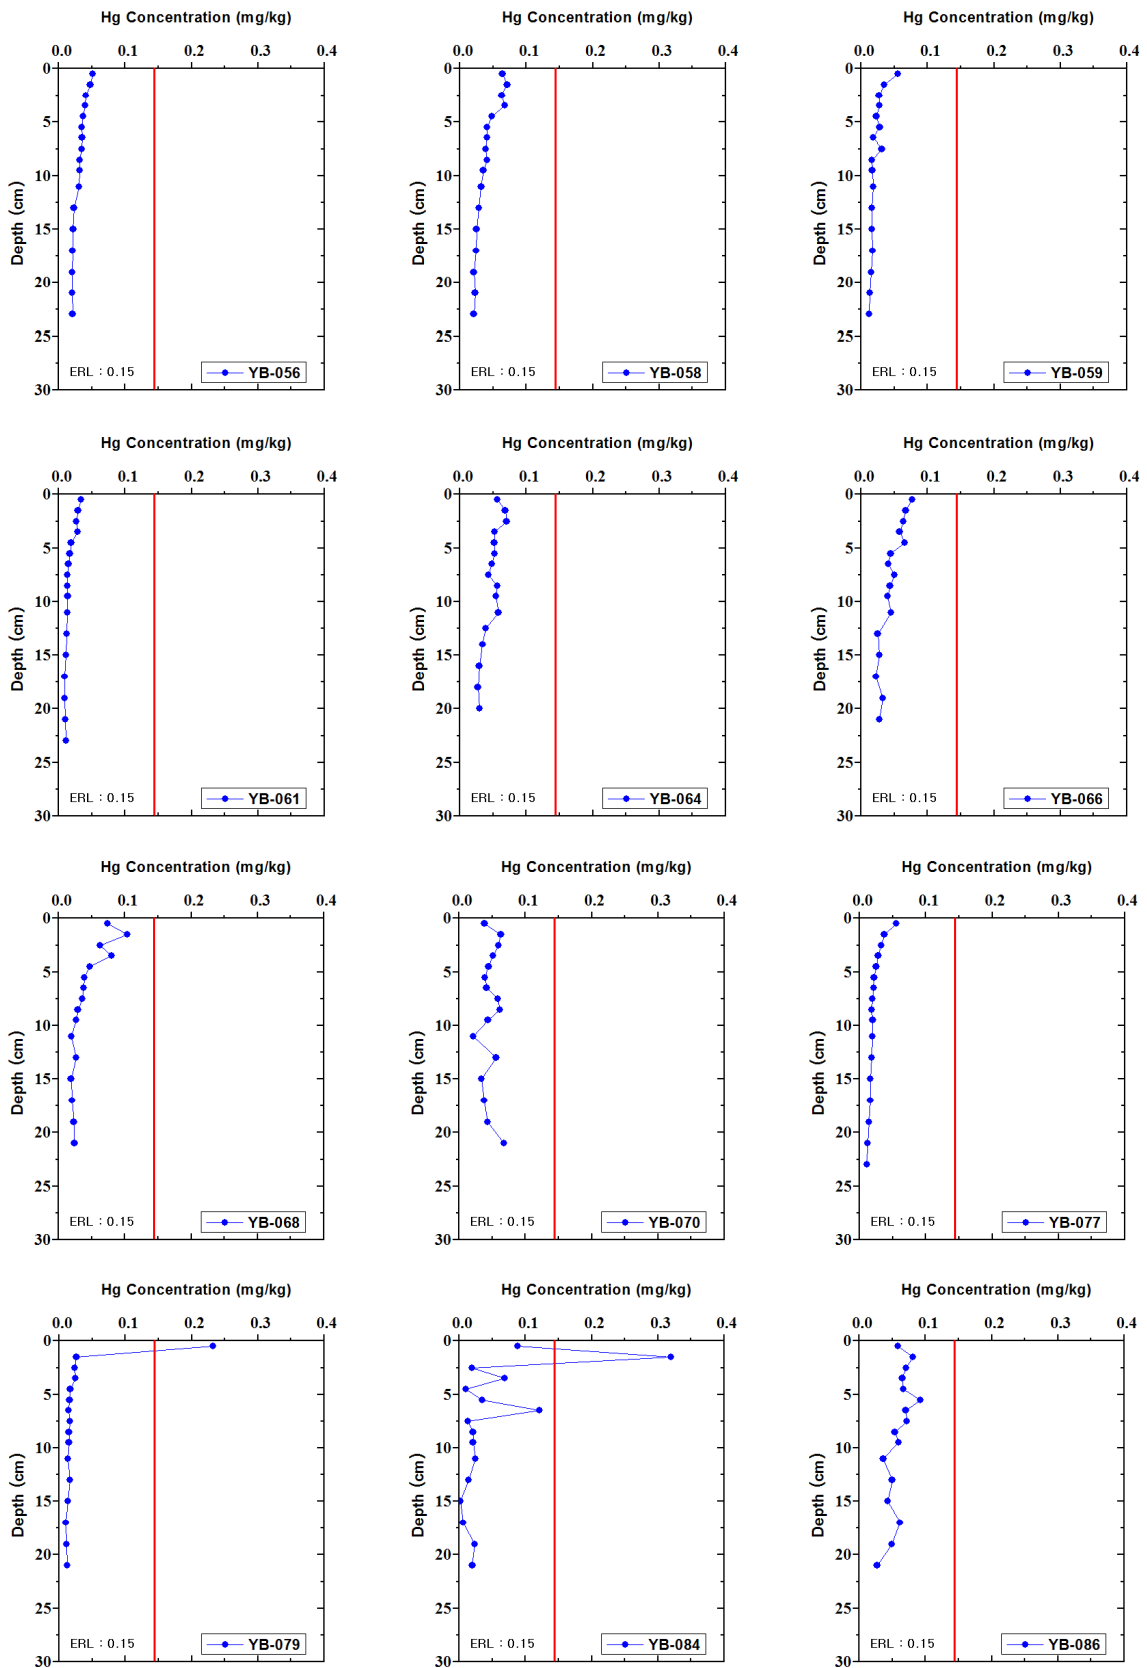 Hg Concentration (mg/kg) Hg Concentration (mg/kg) Hg Concentration (mg/kg)
0.0 0.1 0.2 0.3 0.4 0.0 0.1 0.2 0.3 0.4 0.0 0.1 0.2 0.3 0.4
0 0 0
5 5 5
10 10 10
Depth (cm) Depth (cm) Depth (cm)
15 15 15
20 20 20
25 25 25
ERL : 0.15 YB-056 ERL : 0.15 YB-058 ERL : 0.15 YB-059
30 30 30
Hg Concentration (mg/kg) Hg Concentration (mg/kg) Hg Concentration (mg/kg)
0.0 0.1 0.2 0.3 0.4 0.0 0.1 0.2 0.3 0.4 0.0 0.1 0.2 0.3 0.4
0 0 0
5 5 5
10 10 10
Depth (cm) Depth (cm) Depth (cm)
15 15 15
20 20 20
25 25 25
ERL : 0.15 YB-061 ERL : 0.15 YB-064 ERL : 0.15 YB-066
30 30 30
Hg Concentration (mg/kg) Hg Concentration (mg/kg) Hg Concentration (mg/kg)
0.0 0.1 0.2 0.3 0.4 0.0 0.1 0.2 0.3 0.4 0.0 0.1 0.2 0.3 0.4
0 0 0
5 5 5
10 10 10
Depth (cm) Depth (cm) Depth (cm)
15 15 15
20 20 20
25 25 25
ERL : 0.15 YB-068 ERL : 0.15 YB-070 ERL : 0.15 YB-077
30 30 30
Hg Concentration (mg/kg) Hg Concentration (mg/kg) Hg Concentration (mg/kg)
0.0 0.1 0.2 0.3 0.4 0.0 0.1 0.2 0.3 0.4 0.0 0.1 0.2 0.3 0.4
0 0 0
5 5 5
10 10 10
Depth (cm) Depth (cm) Depth (cm)
15 15 15
20 20 20
25 25 25
ERL : 0.15 YB-079 ERL : 0.15 YB-084 ERL : 0.15 YB-086
30 30 30